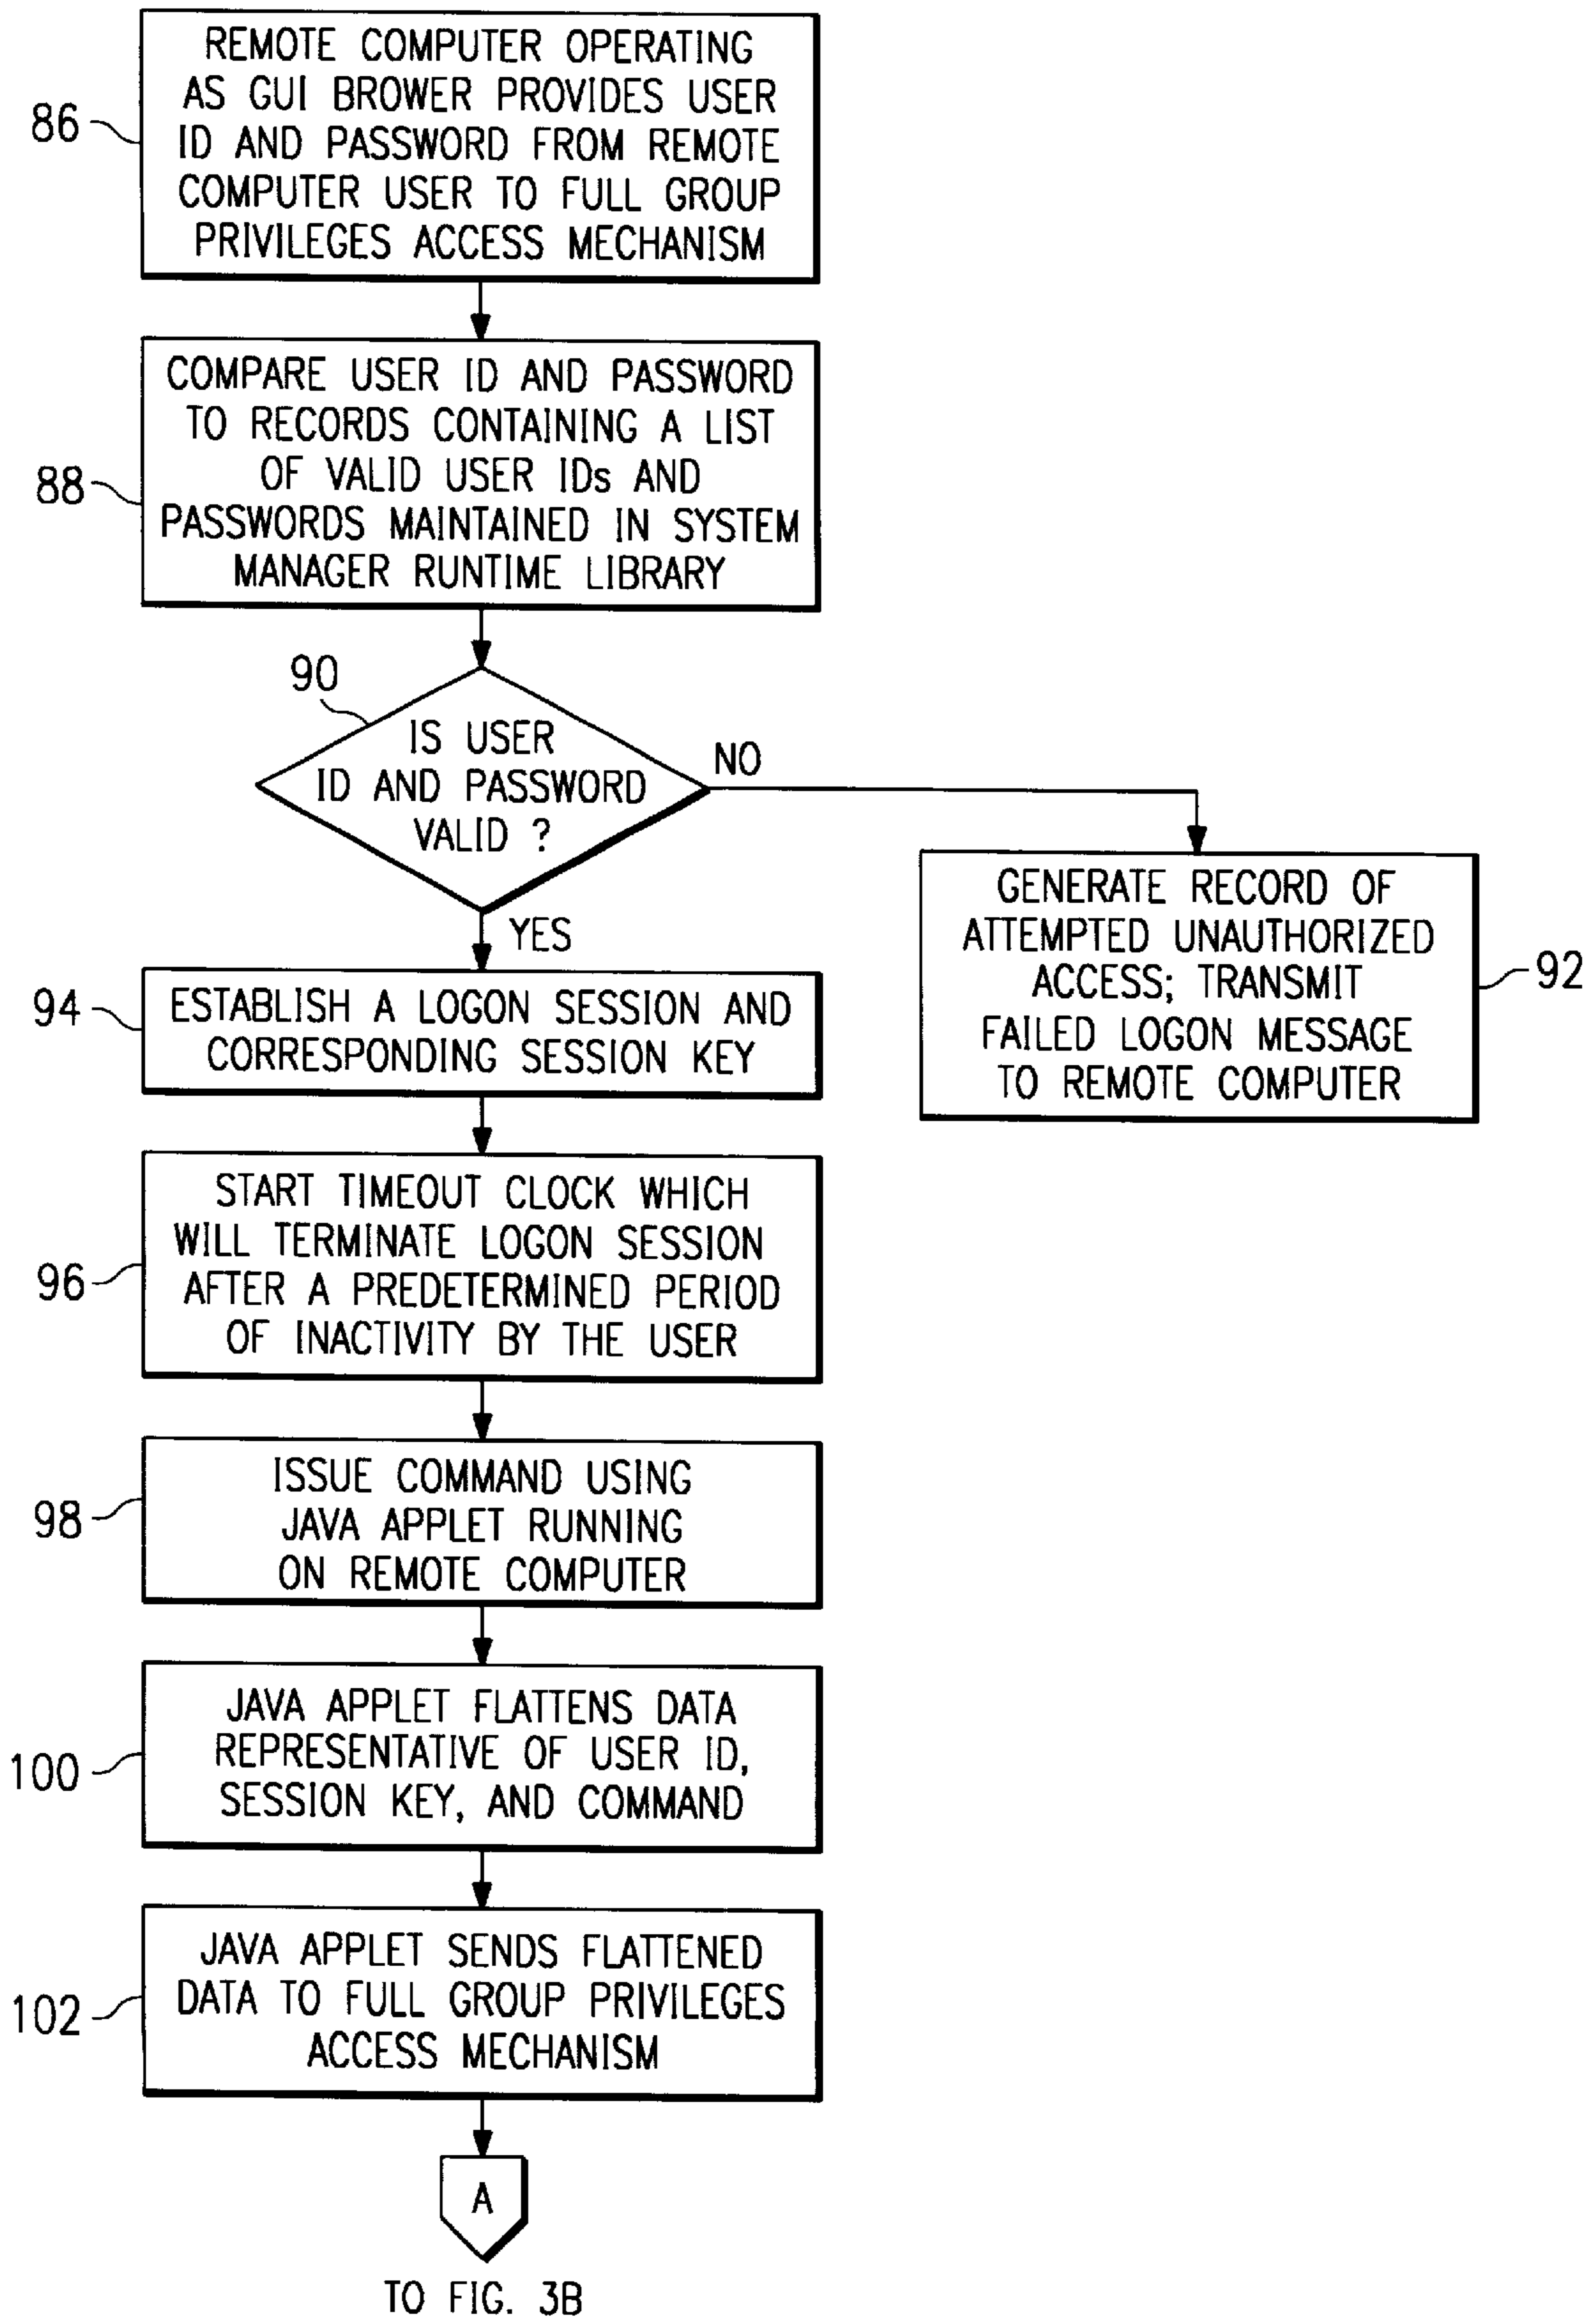 REMOTE COMPUTER OPERATING
AS GUI BROWER PROVIDES USER
ID AND PASSWORD FROM REMOTE
COMPUTER USER TO FULL GROUP
PRIVILEGES ACCESS MECHANISM
86
COMPARE USER ID AND PASSWORD
TO RECORDS CONTAINING A LIST
OF VALID USER IDs AND
PASSWORDS MAINTAINED IN SYSTEM
MANAGER RUNTIME LIBRARY
88
90
IS USER
ID AND PASSWORD
VALID ?
NO
YES
GENERATE RECORD OF
ATTEMPTED UNAUTHORIZED
ACCESS; TRANSMIT
FAILED LOGON MESSAGE
TO REMOTE COMPUTER
92
ESTABLISH A LOGON SESSION AND
CORRESPONDING SESSION KEY
94
START TIMEOUT CLOCK WHICH
WILL TERMINATE LOGON SESSION
AFTER A PREDETERMINED PERIOD
OF INACTIVITY BY THE USER
96
ISSUE COMMAND USING
JAVA APPLET RUNNING
ON REMOTE COMPUTER
98
JAVA APPLET FLATTENS DATA
REPRESENTATIVE OF USER ID,
SESSION KEY, AND COMMAND
100
JAVA APPLET SENDS FLATTENED
DATA TO FULL GROUP PRIVILEGES
ACCESS MECHANISM
102
A
TO FIG. 3B